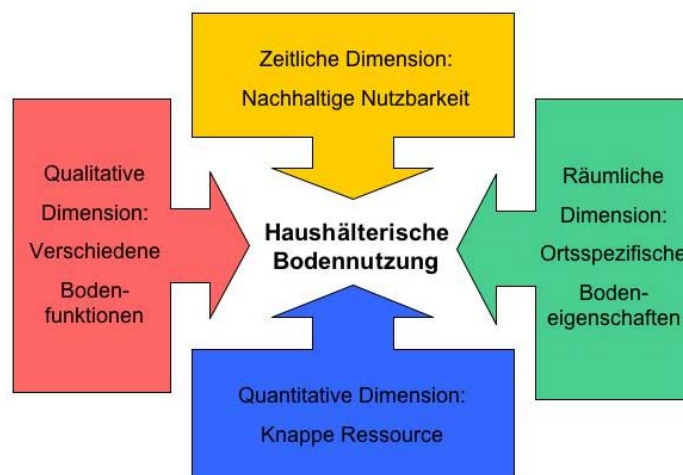 Zeitliche Dimension:
Nachhaltige Nutzbarkeit
Qualitative
Dimension:
Verschiedene
Boden-
funktionen
Haushälterische
Bodennutzung
Räumliche
Dimension:
Ortsspezifische
Boden-
eigenschaften
Quantitative Dimension:
Knappe Ressource